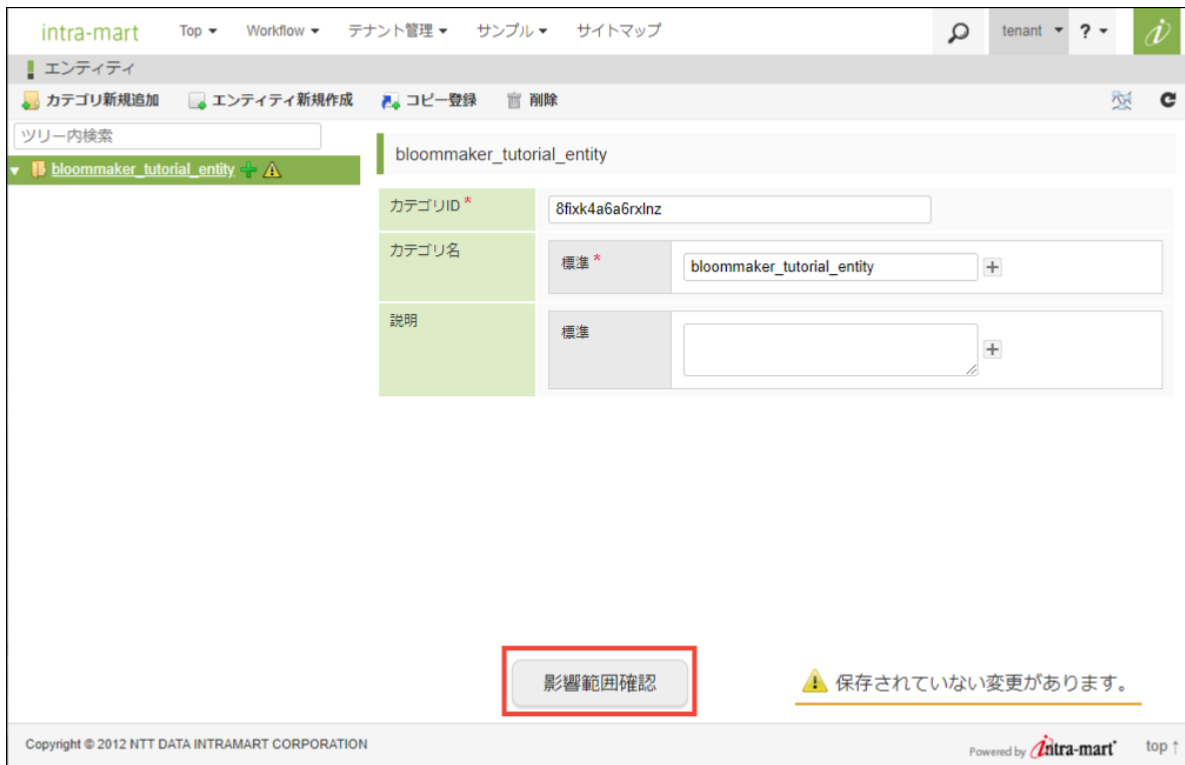 intra-mart Top Workflow テナント管理 サンプル サイトマップ tenant ?
エンティティ
カテゴリ新規追加 エンティティ新規作成 コピー登録 削除
ツリー内検索
bloommaker_tutorial_entity
bloommaker_tutorial_entity
カテゴリID * 8fixk4a6a6rxlnz
カテゴリ名 標準 * bloommaker_tutorial_entity
説明 標準
影響範囲確認 保存されていない変更があります。
Copyright © 2012 NTT DATA INTRAMART CORPORATION Powered by intra-mart top ↑